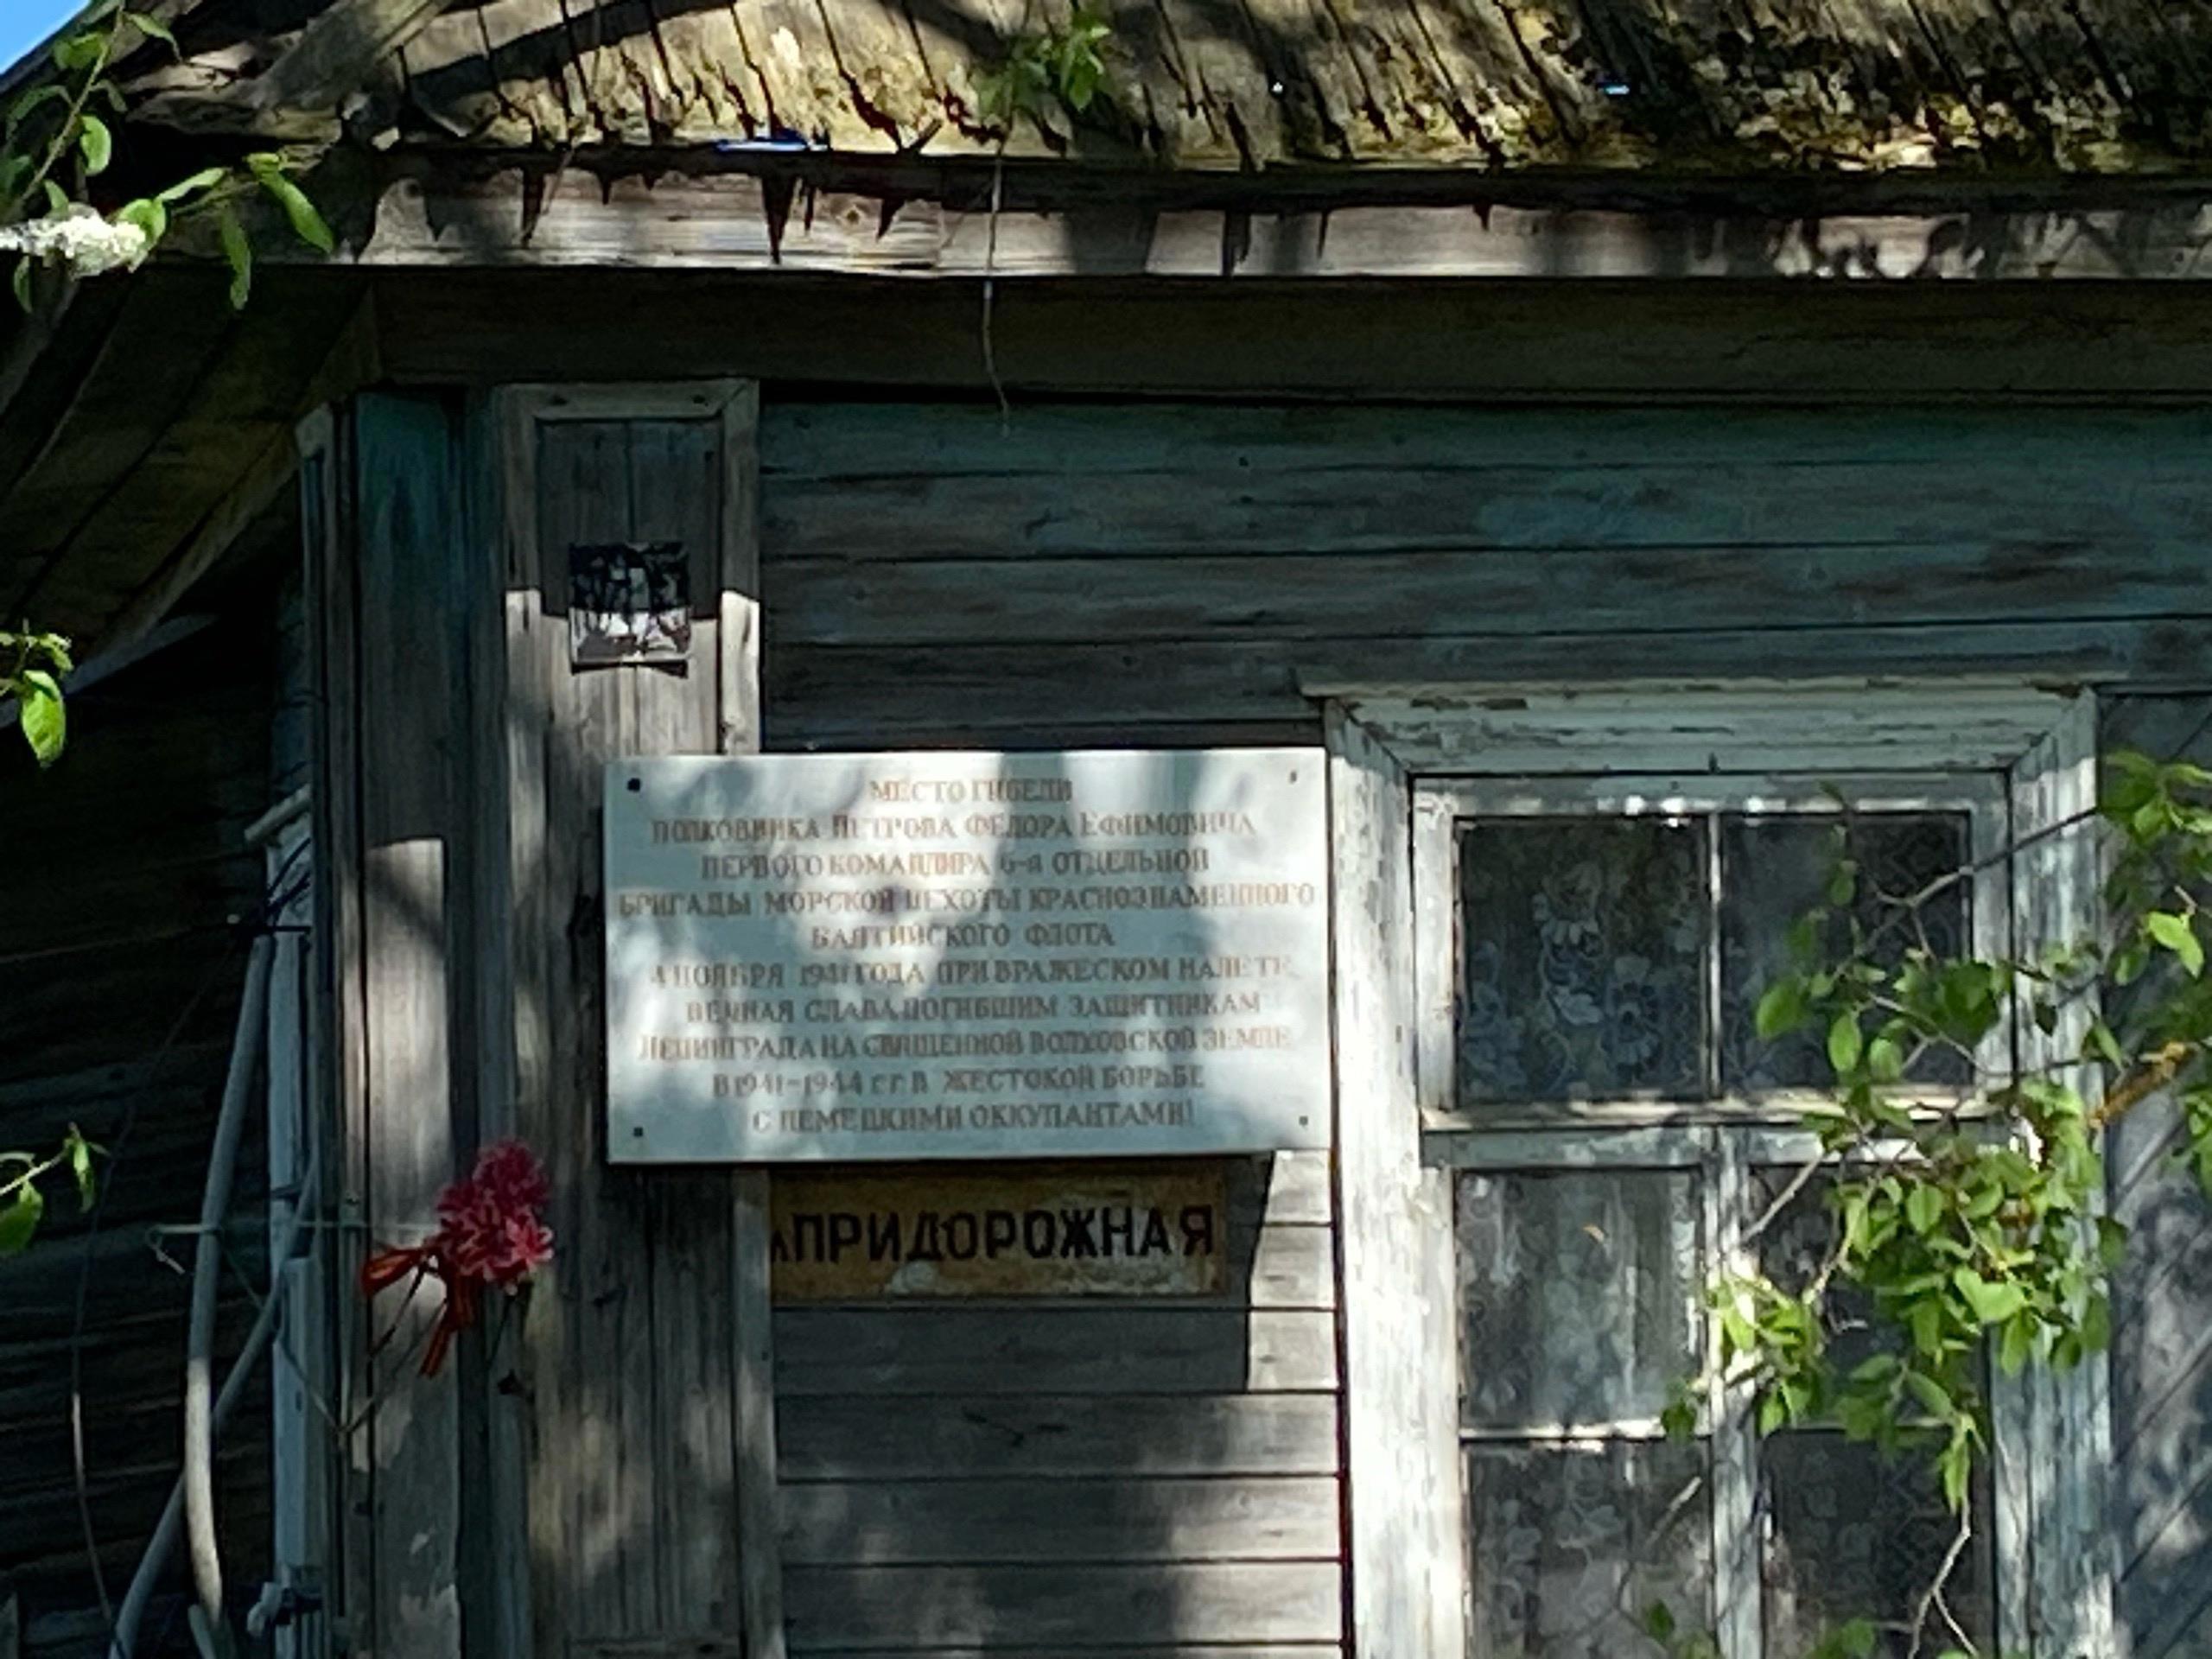 МЕСТО ГИБЕЛИ
ПОЛКОВНИКА ПЕТРОВА ФЕДОРА ЕФИМОВИЧА
ПЕРВОГО КОМАНДИРА 6-Й ОТДЕЛЬНОЙ
БРИГАДЫ МОРСКОЙ ПЕХОТЫ КРАСНОЗНАМЕННОГО
БАЛТИЙСКОГО ФЛОТА
4 НОЯБРЯ 1941 ГОДА ПРИ ВРАЖЕСКОМ НАЛЕТЕ
ВЕЧНАЯ СЛАВА ПОГИБШИМ ЗАЩИТНИКАМ
ЛЕНИНГРАДА НА СВЯЩЕННОЙ ВОЛХОВСКОЙ ЗЕМЛЕ
В 1941-1944 Г.Г. В ЖЕСТОКОЙ БОРЬБЕ
С НЕМЕЦКИМИ ОККУПАНТАМИ!
ПРИДОРОЖНАЯ